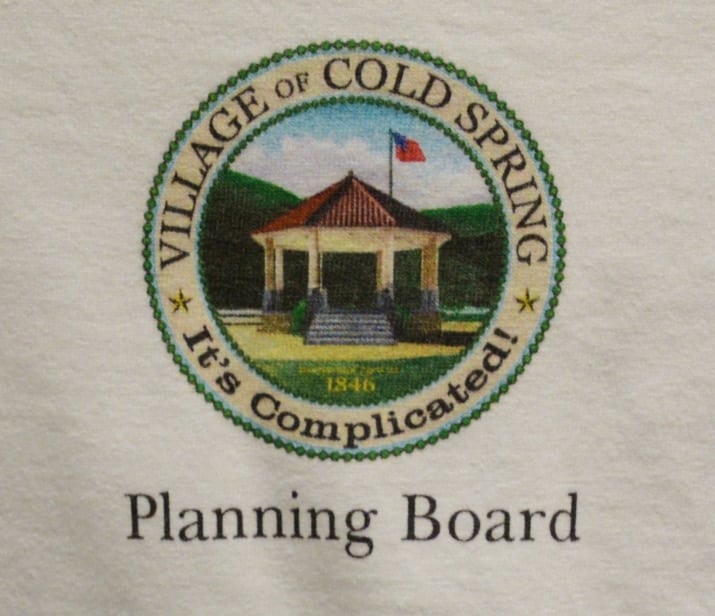 VILLAGE OF COLD SPRING
1846
It's Complicated!
Planning Board